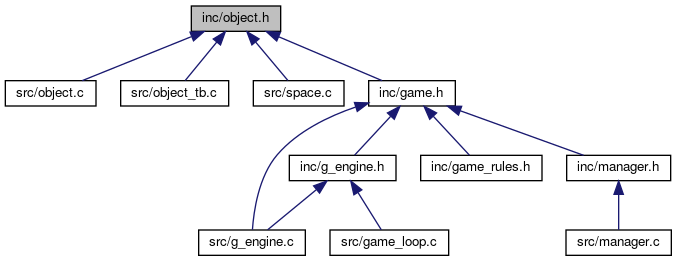 inc/object.h
src/object.c
src/object_tb.c
src/space.c
inc/game.h
inc/g_engine.h
inc/game_rules.h
inc/manager.h
src/g_engine.c
src/game_loop.c
src/manager.c